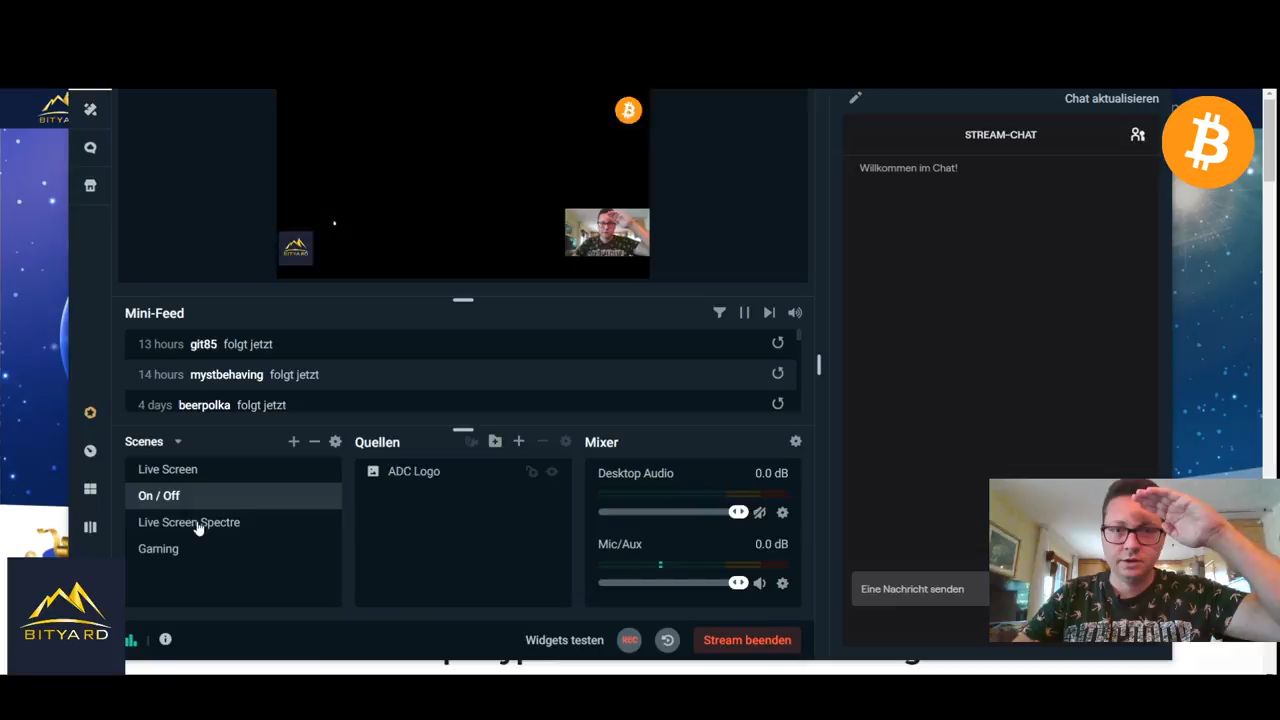 BITYA
Chat aktualisieren
STREAM-CHAT
Willkommen im Chat!
BITYARD
Mini-Feed
13 hours git85 folgt jetzt
14 hours mystbehaving folgt jetzt
4 days beerpolka folgt jetzt
Scenes
Quellen
Mixer
Live Screen
On / Off
Live Screen Spectre
Gaming
ADC Logo
Desktop Audio 0.0 dB
Mic/Aux 0.0 dB
Eine Nachricht senden
BITYARD
Widgets testen
REC
Stream beenden